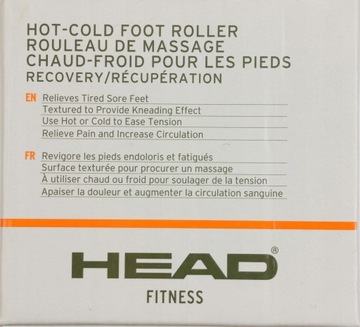 HOT-COLD FOOT ROLLER
ROULEAU DE MASSAGE
CHAUD-FROID POUR LES PIEDS
RECOVERY/RÉCUPÉRATION
EN Relieves Tired Sore Feet
Textured to Provide Kneading Effect
Use Hot or Cold to Ease Tension
Relieve Pain and Increase Circulation
FR Revigore les pieds endoloris et fatigués
Surface texturée pour procurer un massage
À utiliser chaud ou froid pour soulager de la tension
Apaiser la douleur et augmenter la circulation sanguine
HEAD®
FITNESS